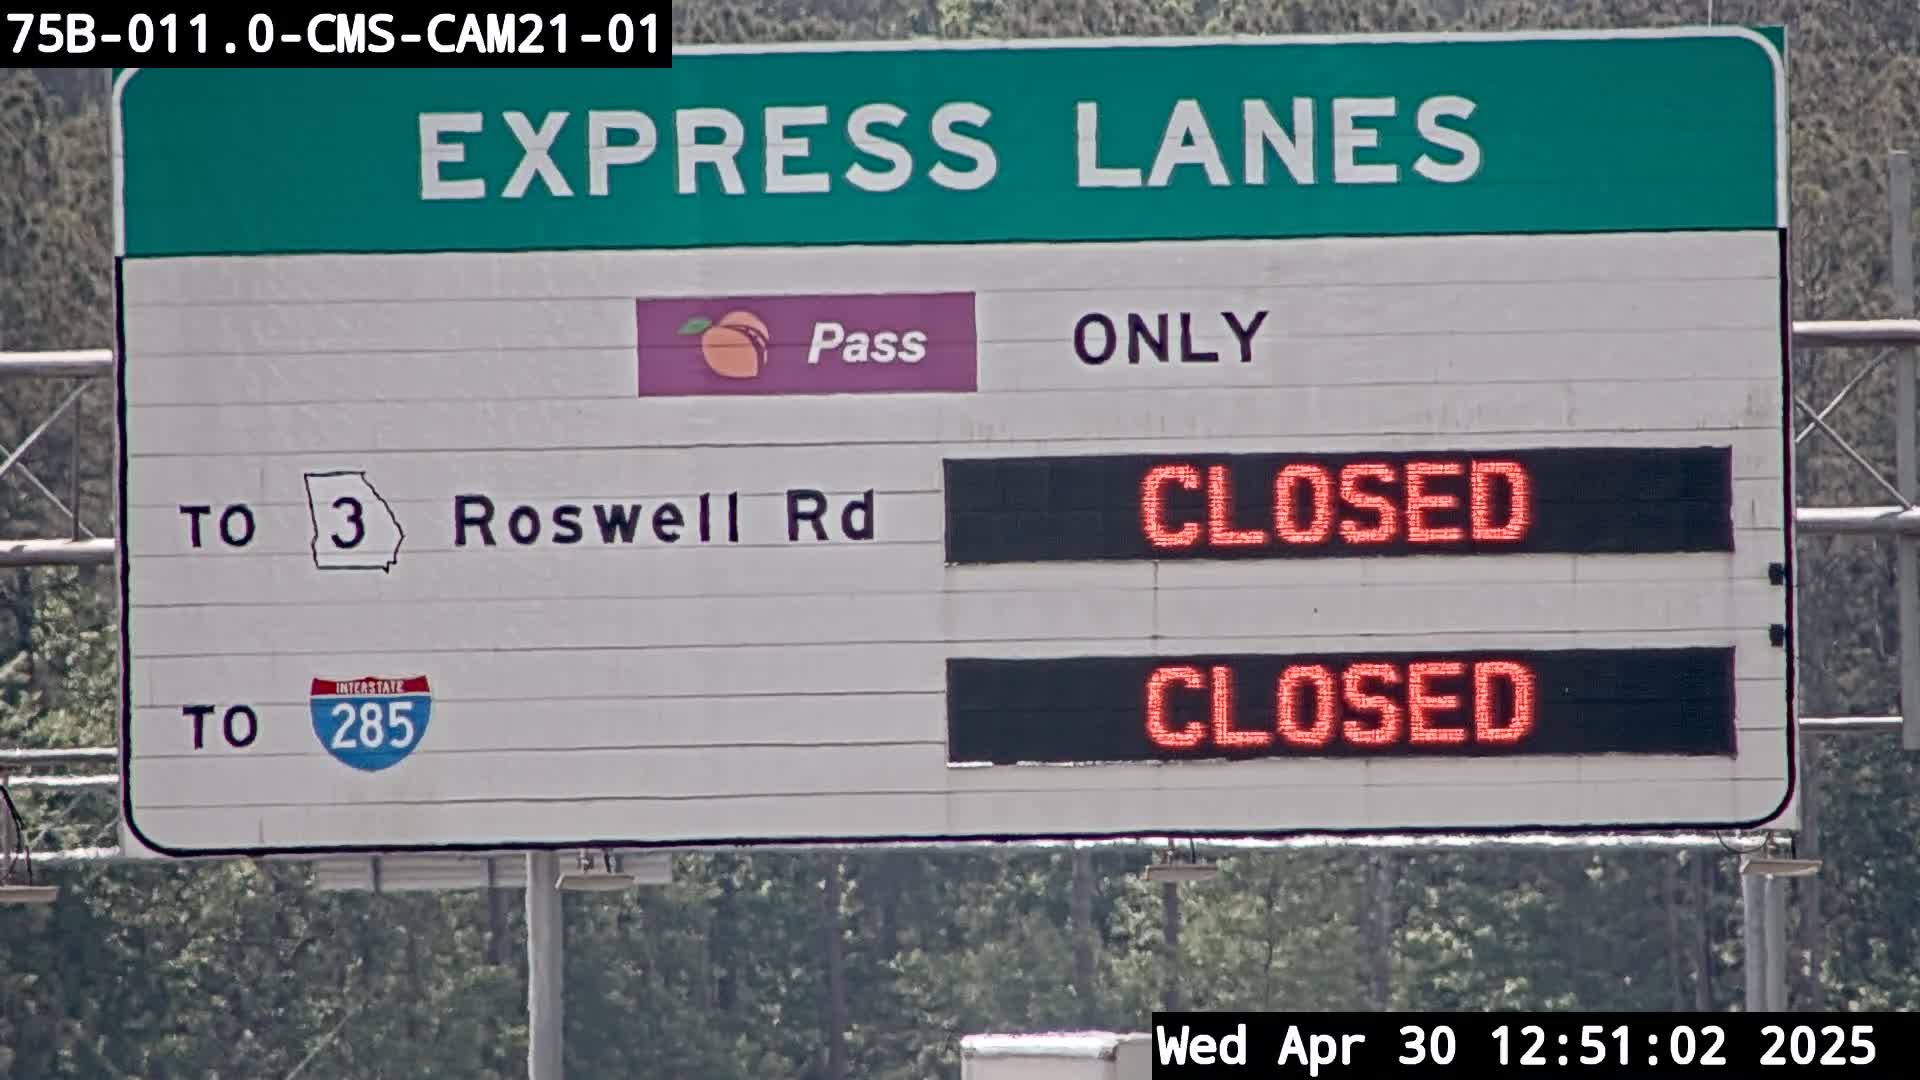 75B-011.0-CMS-CAM21-01
EXPRESS LANES
Pass ONLY
TO 3 Roswell Rd CLOSED
INTERSTATE
TO 285 CLOSED
Wed Apr 30 12:51:02 2025